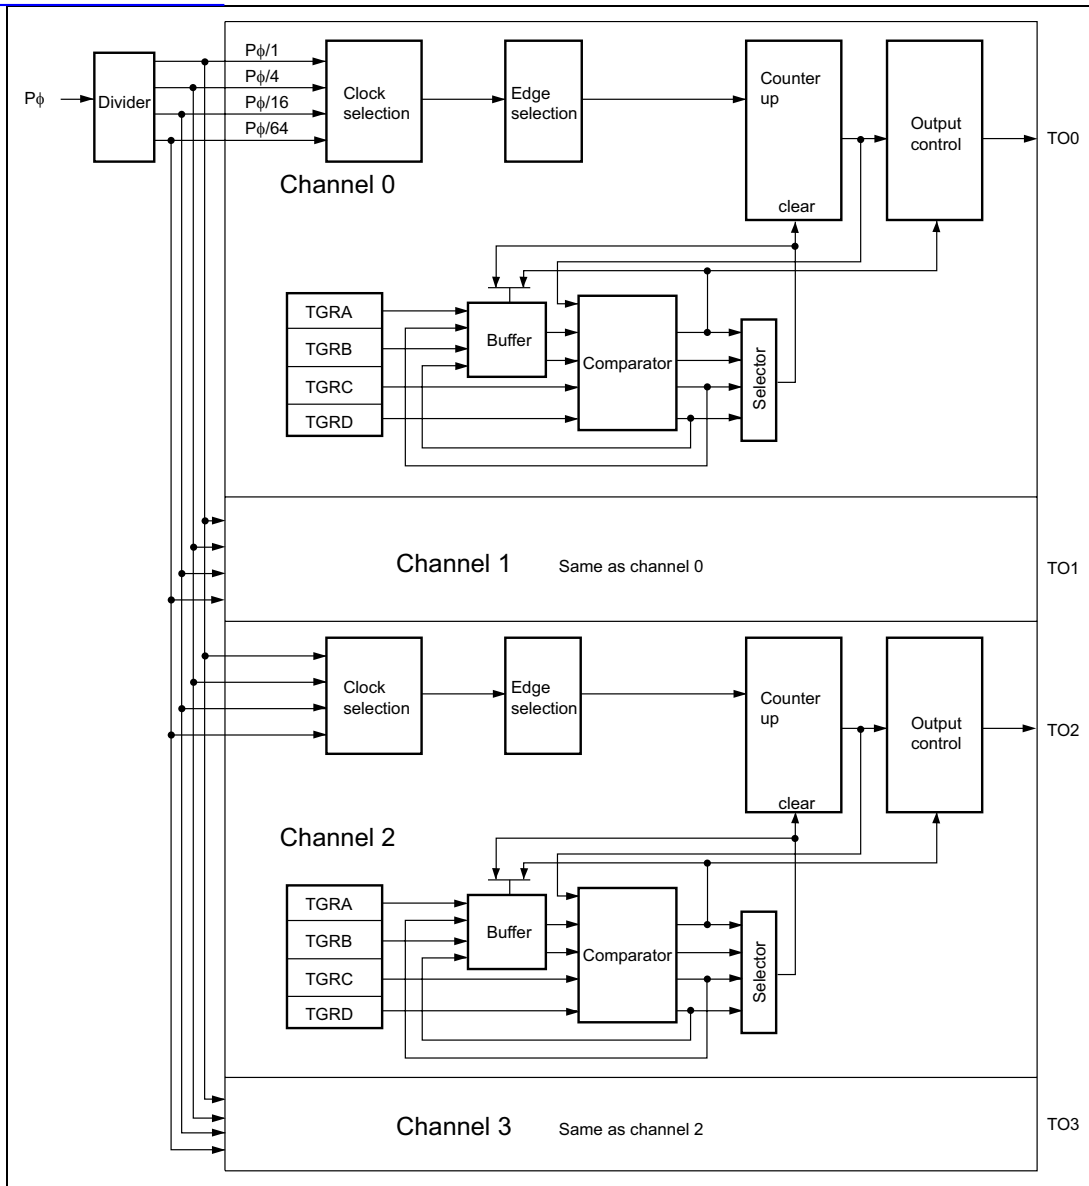 Pϕ
Divider
Pϕ/1
Pϕ/4
Pϕ/16
Pϕ/64
Clock
selection
Edge
selection
Counter
up
clear
Output
control
TO0
Channel 0
TGRA
TGRB
TGRC
TGRD
Buffer
Comparator
Selector
Channel 1
Same as channel 0
TO1
Clock
selection
Edge
selection
Counter
up
clear
Output
control
TO2
Channel 2
TGRA
TGRB
TGRC
TGRD
Buffer
Comparator
Selector
Channel 3
Same as channel 2
TO3